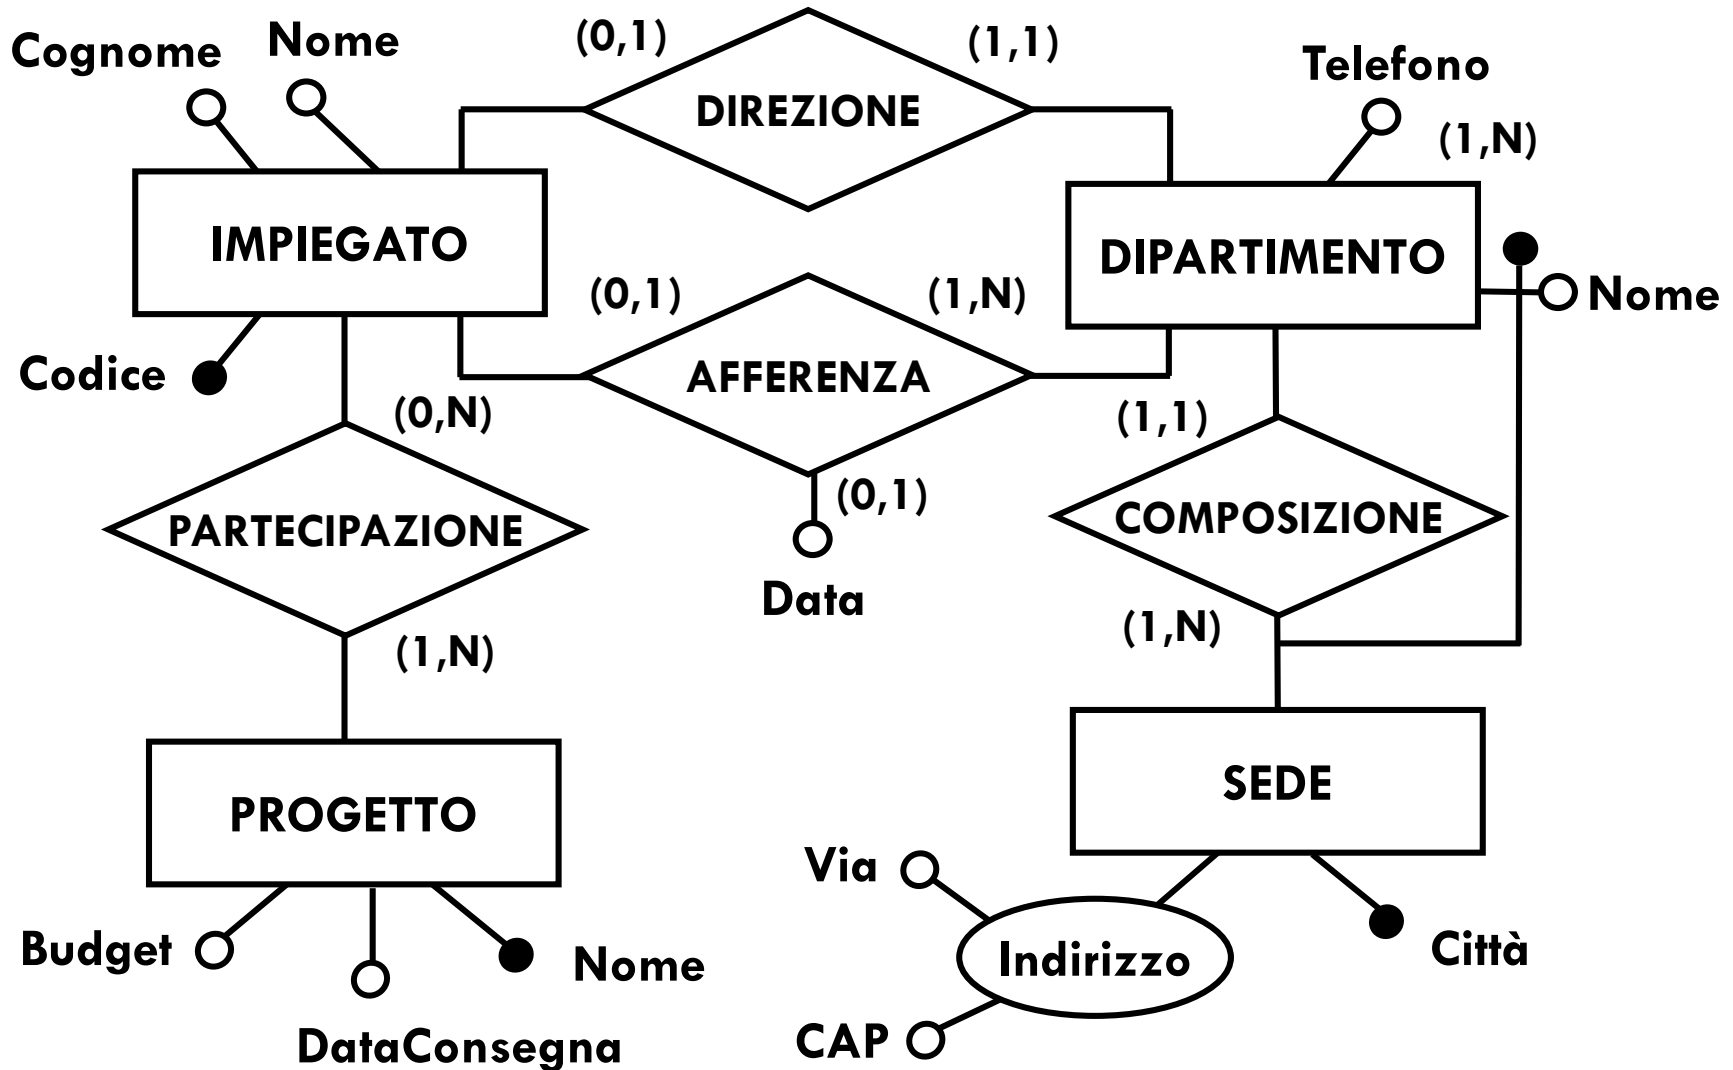 Cognome
Nome
(0,1)
(1,1)
Telefono
DIREZIONE
(1,N)
IMPIEGATO
DIPARTIMENTO
(0,1)
(1,N)
Nome
Codice
AFFERENZA
(0,N)
(1,1)
(0,1)
PARTECIPAZIONE
COMPOSIZIONE
Data
(1,N)
(1,N)
SEDE
PROGETTO
Via
Budget
Nome
Indirizzo
Città
DataConsegna
CAP